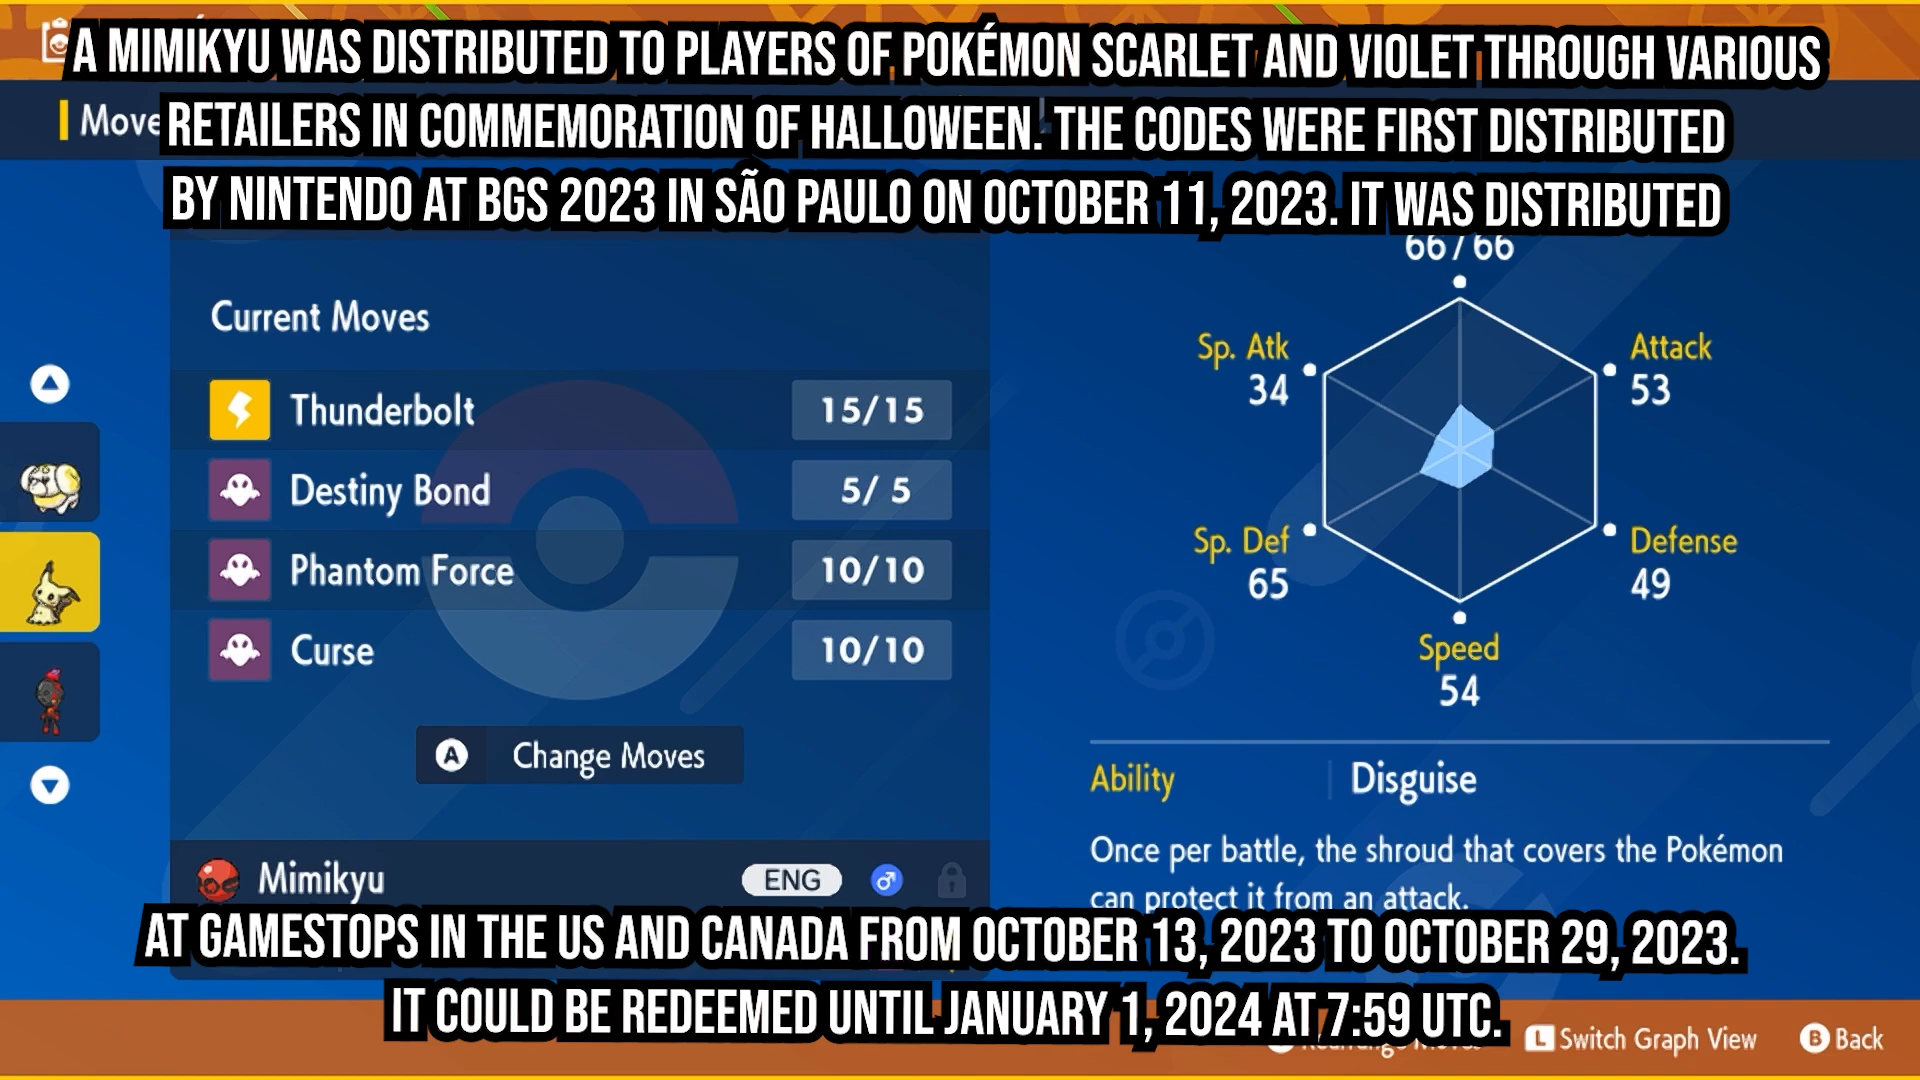 A MIMIKYU WAS DISTRIBUTED TO PLAYERS OF POKÉMON SCARLET AND VIOLET THROUGH VARIOUS
Move
RETAILERS IN COMMEMORATION OF HALLOWEEN. THE CODES WERE FIRST DISTRIBUTED
BY NINTENDO AT BGS 2023 IN SÃO PAULO ON OCTOBER 11, 2023. IT WAS DISTRIBUTED
66/66
Current Moves
Sp. Atk
34
Attack
53
Thunderbolt 15/15
Destiny Bond 5/ 5
Phantom Force 10/10
Curse 10/10
Sp. Def
65
Defense
49
Speed
54
A Change Moves
Ability Disguise
Once per battle, the shroud that covers the Pokémon
can protect it from an attack.
Mimikyu ENG ♂
AT GAMESTOPS IN THE US AND CANADA FROM OCTOBER 13, 2023 TO OCTOBER 29, 2023.
IT COULD BE REDEEMED UNTIL JANUARY 1, 2024 AT 7:59 UTC.
L Switch Graph View
B Back